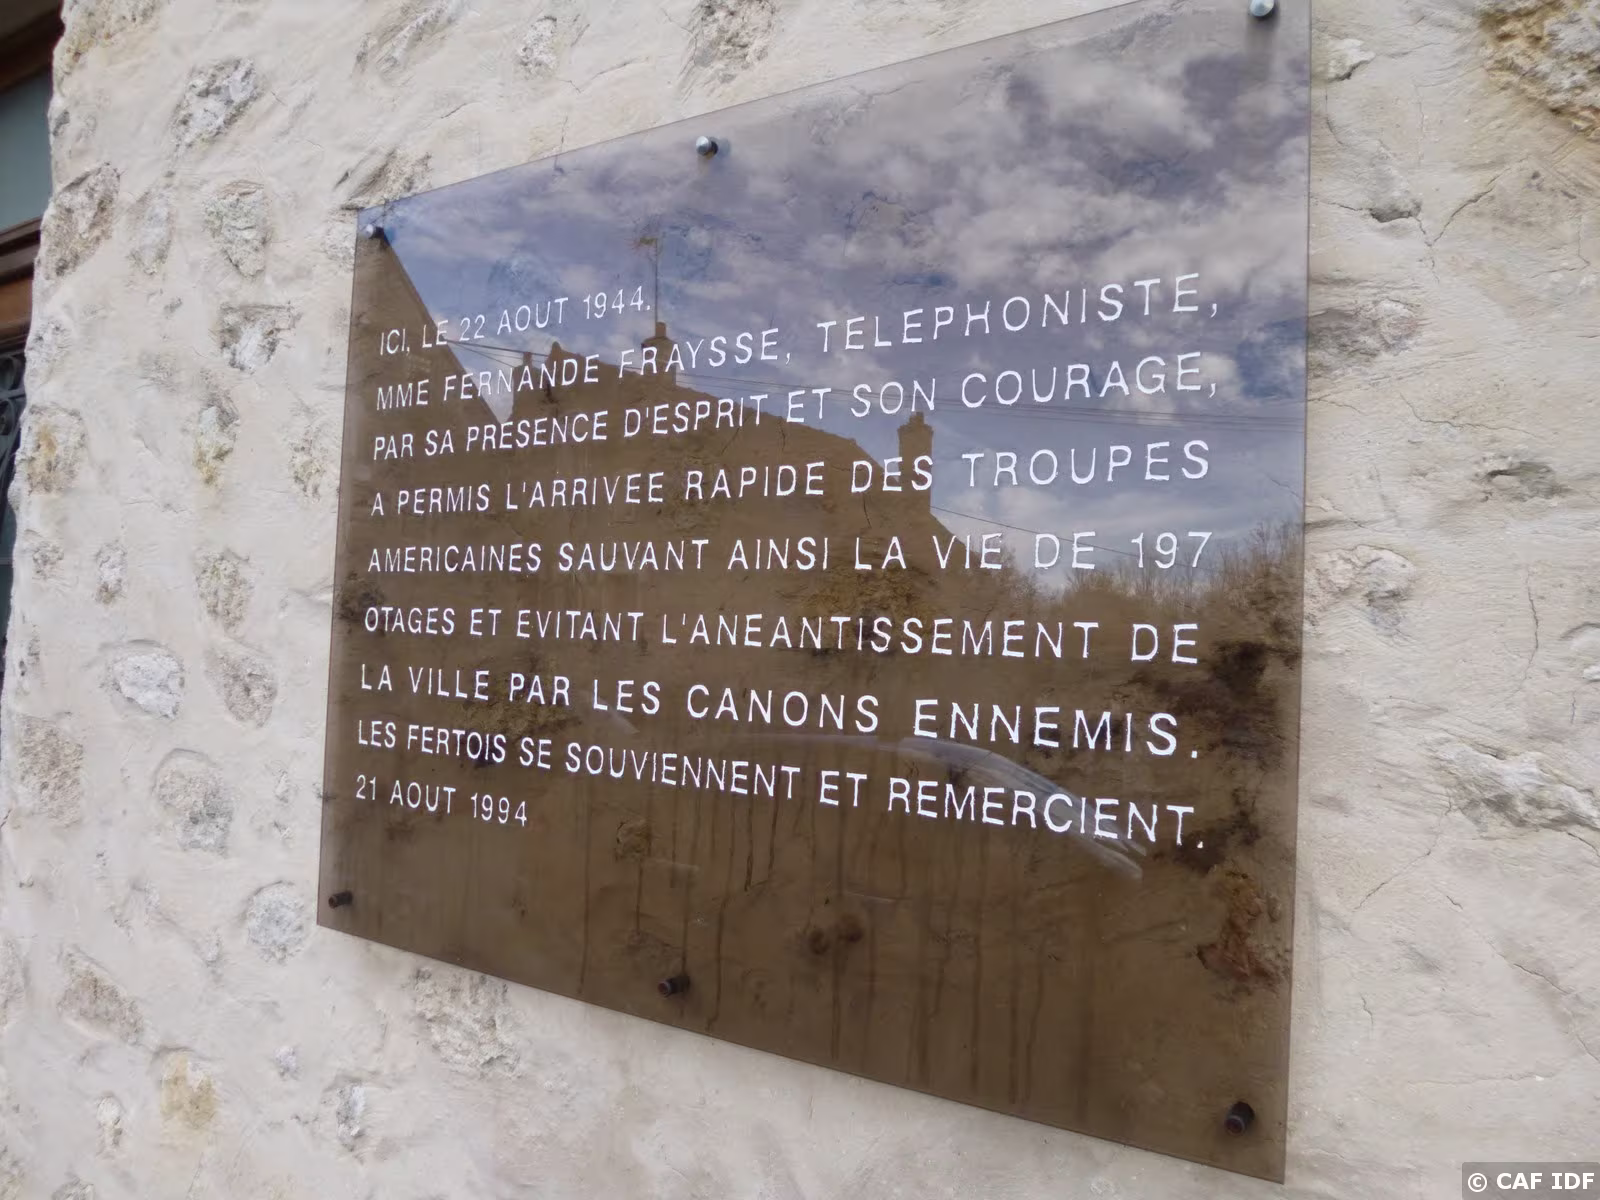 ICI, LE 22 AOUT 1944.
MME FERNANDE FRAYSSE, TELEPHONISTE,
PAR SA PRESENCE D'ESPRIT ET SON COURAGE,
A PERMIS L'ARRIVEE RAPIDE DES TROUPES
AMERICAINES SAUVANT AINSI LA VIE DE 197
OTAGES ET EVITANT L'ANEANTISSEMENT DE
LA VILLE PAR LES CANONS ENNEMIS.
LES FERTOIS SE SOUVIENNENT ET REMERCIENT.
21 AOUT 1994
© CAF IDF